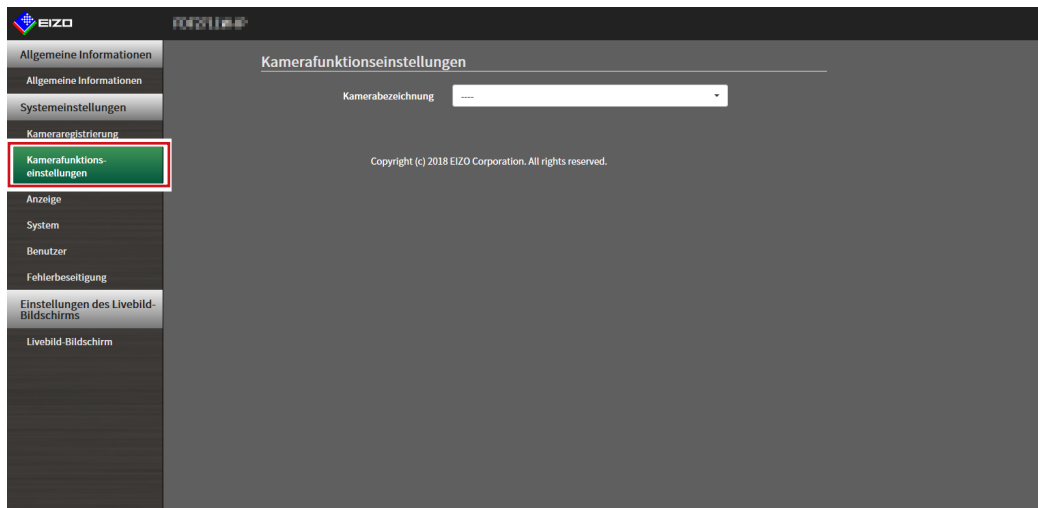 EIZO
Allgemeine Informationen
Allgemeine Informationen
Systemeinstellungen
Kameraregistrierung
Kamerafunktions-
einstellungen
Anzeige
System
Benutzer
Fehlerbeseitigung
Einstellungen des Livebild-
Bildschirms
Livebild-Bildschirm
Kamerafunktionseinstellungen
Kamerabezeichnung ----
Copyright (c) 2018 EIZO Corporation. All rights reserved.